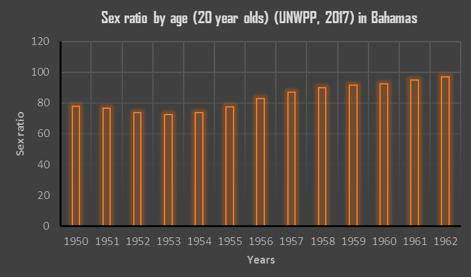 Sex ratio by age (20 year olds) (UNWPP, 2017) in Bahamas
120
100
80
60
40
20
0
Sex ratio
1950 1951 1952 1953 1954 1955 1956 1957 1958 1959 1960 1961 1962
Years